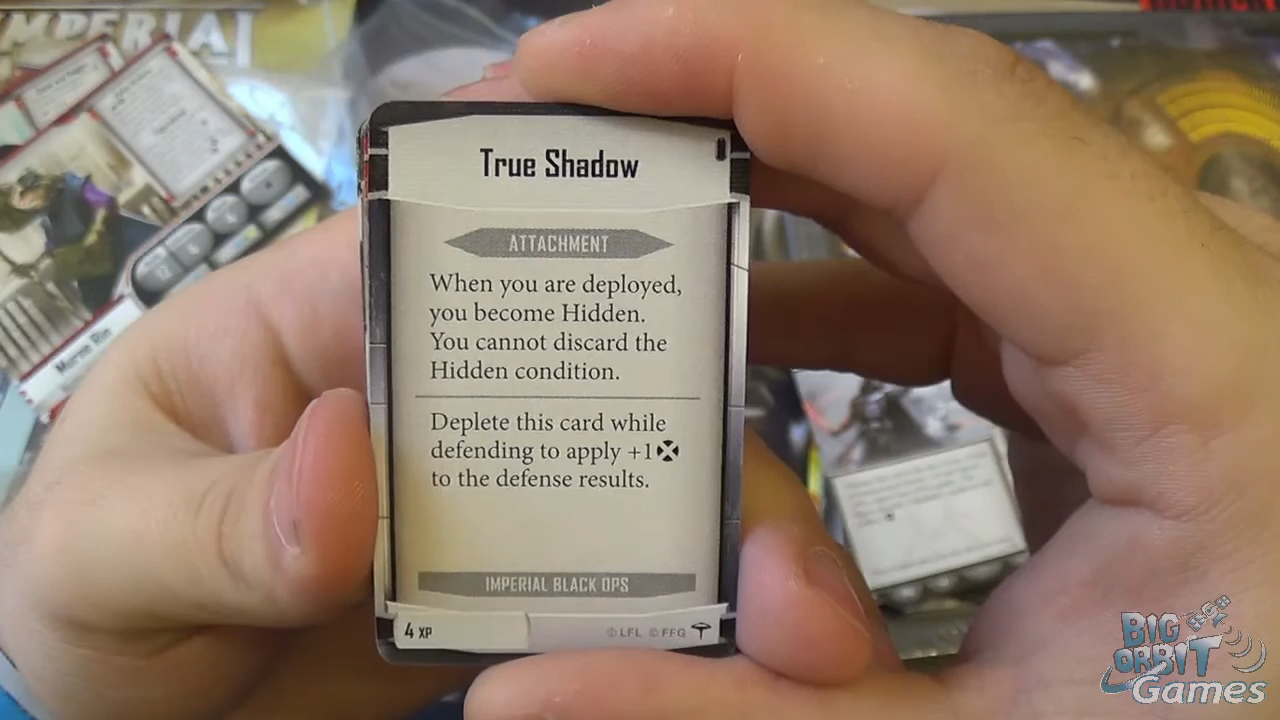 IMPERIAL
True Shadow
ATTACHMENT
When you are deployed,
you become Hidden.
You cannot discard the
Hidden condition.
Deplete this card while
defending to apply +1
to the defense results.
IMPERIAL BLACK OPS
4 XP
© LFL © FFG
BIG
ORBIT
Games